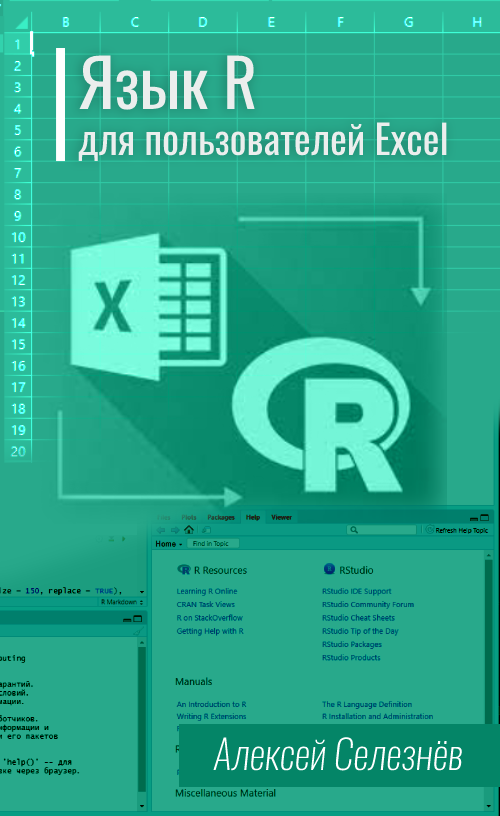 B C D E F G H
1
2
3
4
5
6
7
8
9
10
11
12
13
14
15
16
17
18
19
20
Язык R
для пользователей Excel
X
R
Plots Packages Help Viewer
Refresh Help Topic
Home Find in Topic
R Resources RStudio
Learning R Online RStudio IDE Support
CRAN Task Views RStudio Community Forum
R on StackOverflow RStudio Cheat Sheets
Getting Help with R RStudio Tip of the Day
RStudio Packages
RStudio Products
Manuals
An Introduction to R The R Language Definition
Writing R Extensions R Installation and Administration
Miscellaneous Material
ize = 150, replace = TRUE),
R Markdown
uting
арантий.
словий.
мации.
ботчиков.
формации и
и его пакетов
'help()' -- для
вке через браузер.
Алексей Селезнёв